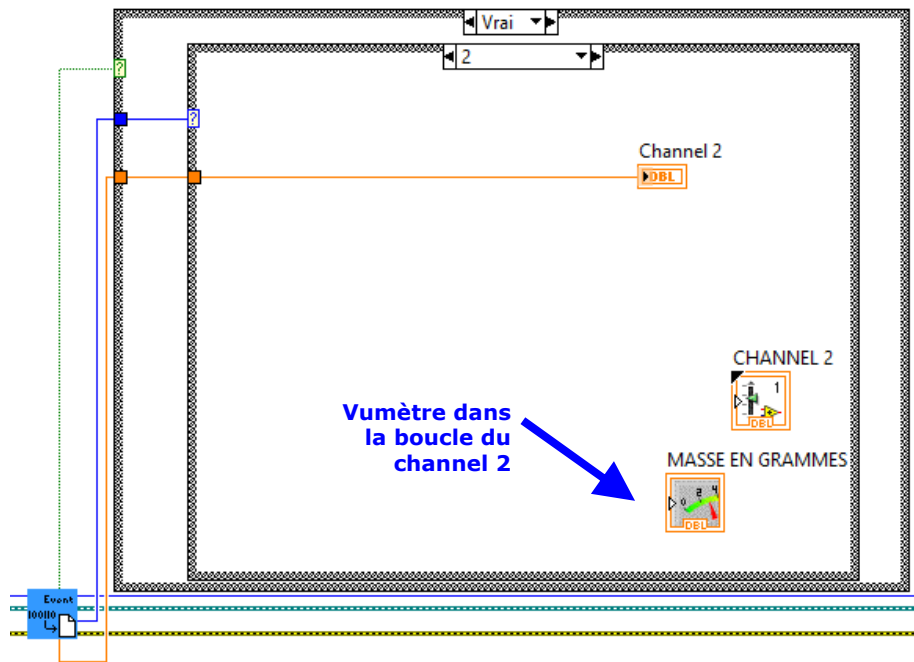 Vrai
2
?
?
Channel 2
DBL
CHANNEL 2
1
DBL
Vumètre dans
la boucle du
channel 2
MASSE EN GRAMMES
0 2 4
DBL
Event
100110